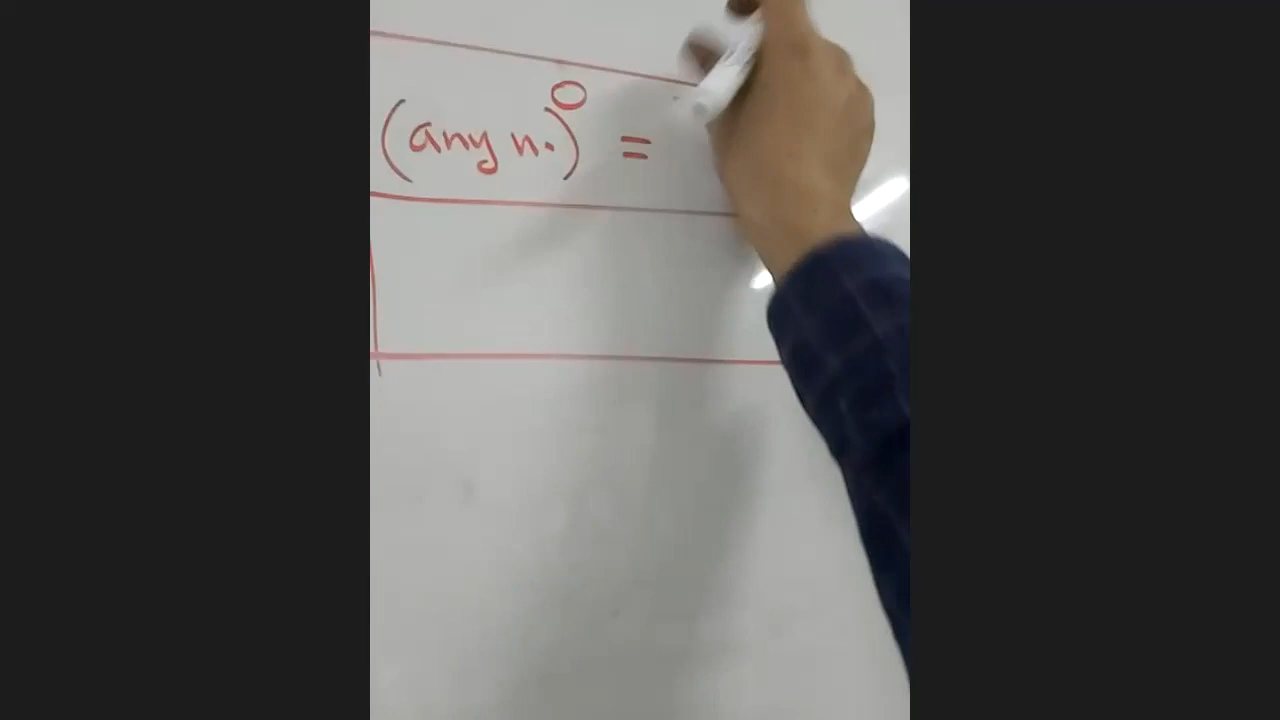 (any n.)⁰ =